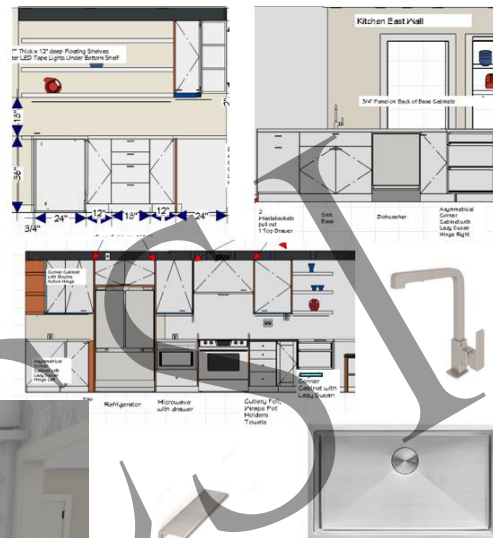 Thick x 12" deep Floating Shelves
LED Tape Lights Under Bottom Shelf
18"
36"
24"
12"
18"
12"
24"
3/4"
Kitchen East Wall
3/4" Panel on Back of Base Cabinets
2
Wastebaskets
pull out
1 Top Drawer
Sink
Base
Dishwasher
Asymmetrical
Corner
Cabinet with
Lazy Susan
Hinge Right
Corner Cabinet
with Double
Action Hinge
Asymmetrical
Corner
Cabinet with
Lazy Susan
Hinge Left
Refrigerator
Microwave
with drawer
Cutlery
Wraps Pot
Holders
Towels
Corner
Cabinet with
Lazy Susan